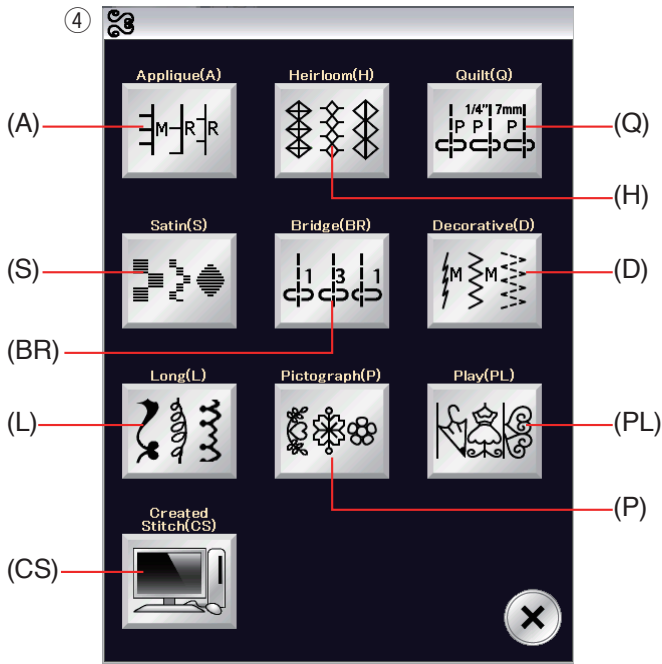 ④
Applique(A) Heirloom(H) Quilt(Q)
(A) M R R 1/4" 7mm P P P (Q)
(H)
Satin(S) Bridge(BR) Decorative(D)
(S) 1 3 1 M M (D)
(BR)
Long(L) Pictograph(P) Play(PL)
(L) (PL)
(P)
Created
Stitch(CS)
(CS)